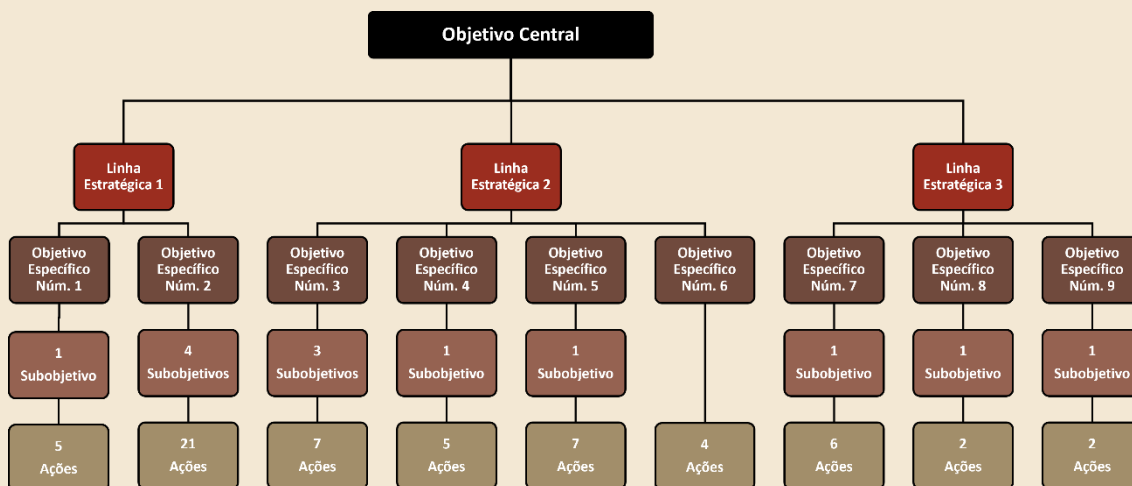 Objetivo Central
Linha
Estratégica 1
Linha
Estratégica 2
Linha
Estratégica 3
Objetivo
Específico
Núm. 1
Objetivo
Específico
Núm. 2
Objetivo
Específico
Núm. 3
Objetivo
Específico
Núm. 4
Objetivo
Específico
Núm. 5
Objetivo
Específico
Núm. 6
Objetivo
Específico
Núm. 7
Objetivo
Específico
Núm. 8
Objetivo
Específico
Núm. 9
1
Subobjetivo
4
Subobjetivos
3
Subobjetivos
1
Subobjetivo
1
Subobjetivo
1
Subobjetivo
1
Subobjetivo
1
Subobjetivo
5
Ações
21
Ações
7
Ações
5
Ações
7
Ações
4
Ações
6
Ações
2
Ações
2
Ações